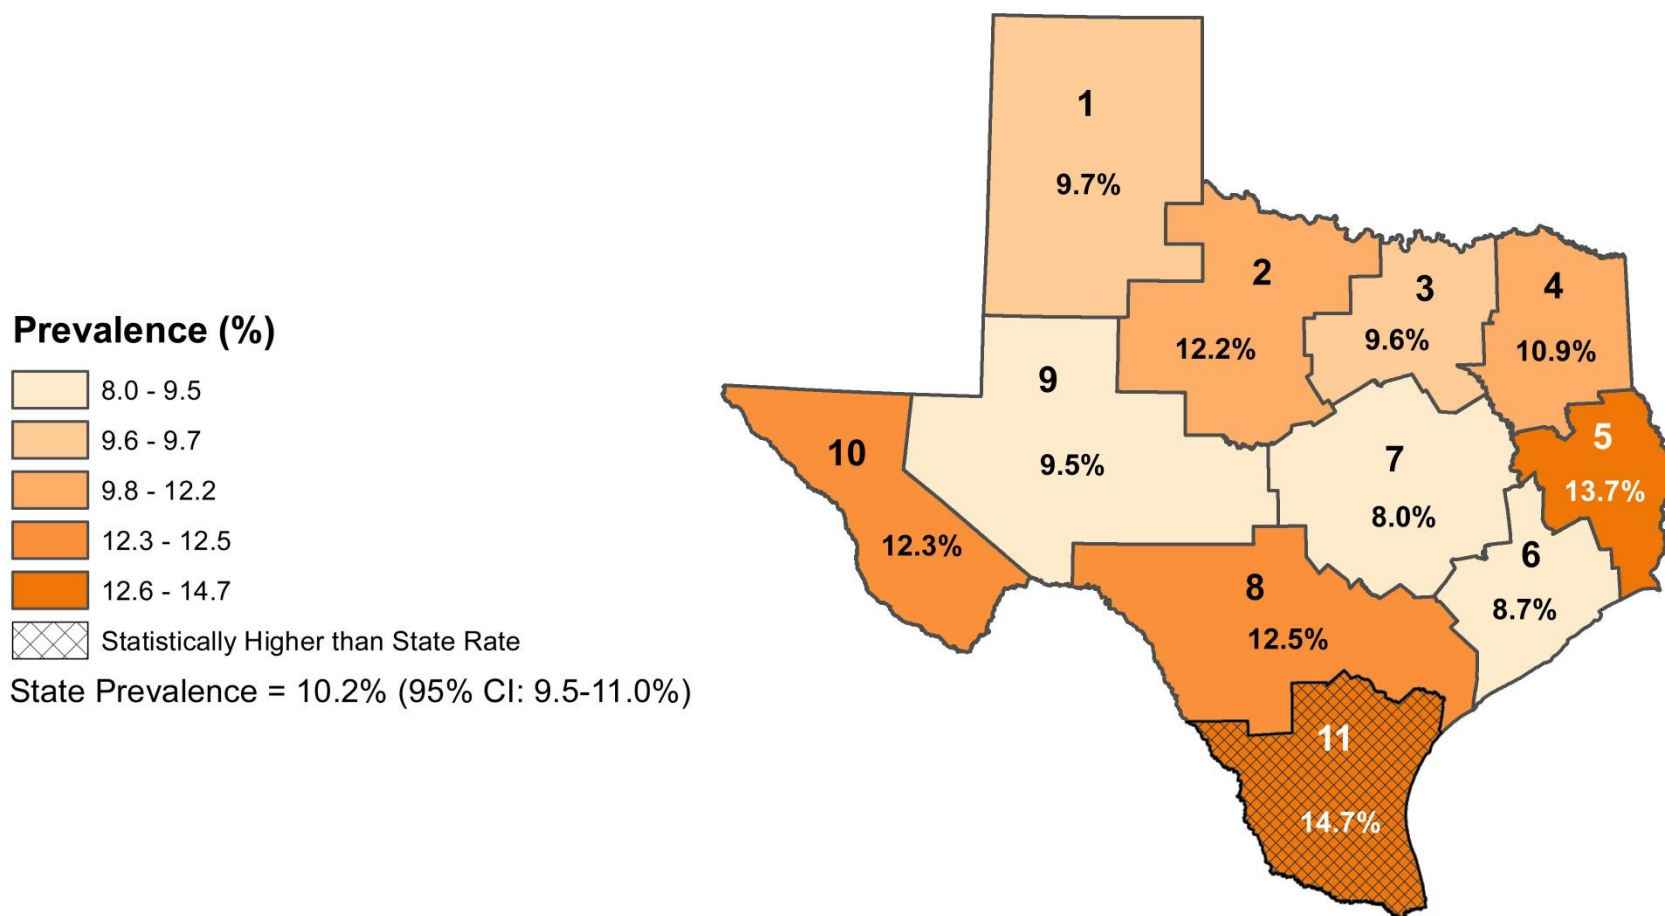 Prevalence (%)
8.0 - 9.5
9.6 - 9.7
9.8 - 12.2
12.3 - 12.5
12.6 - 14.7
Statistically Higher than State Rate
State Prevalence = 10.2% (95% CI: 9.5-11.0%)
1
9.7%
2
12.2%
3
9.6%
4
10.9%
5
13.7%
6
8.7%
7
8.0%
8
12.5%
9
9.5%
10
12.3%
11
14.7%